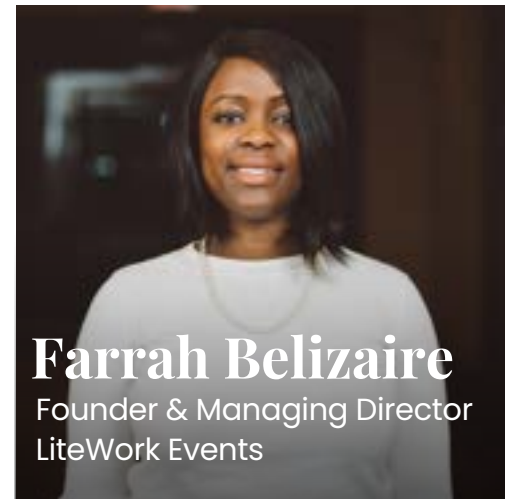 Farrah Belizaire
Founder & Managing Director
LiteWork Events